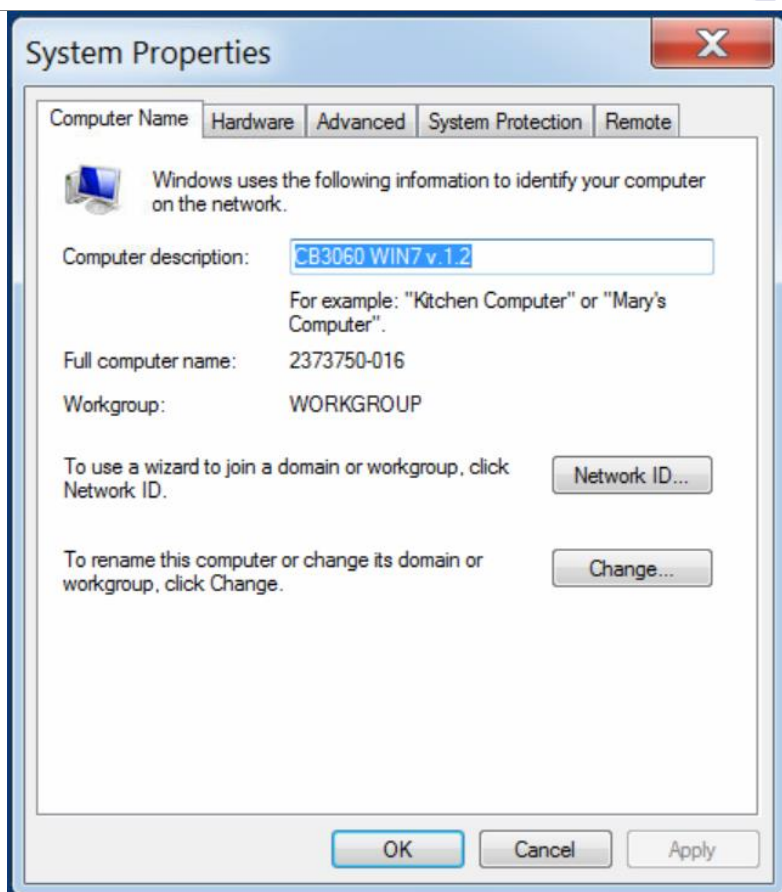 System Properties
Computer Name Hardware Advanced System Protection Remote
Windows uses the following information to identify your computer
on the network.
Computer description: CB3060 WIN7 v.1.2
For example: "Kitchen Computer" or "Mary's
Computer".
Full computer name: 2373750-016
Workgroup: WORKGROUP
To use a wizard to join a domain or workgroup, click
Network ID.
Network ID...
To rename this computer or change its domain or
workgroup, click Change.
Change...
OK Cancel Apply